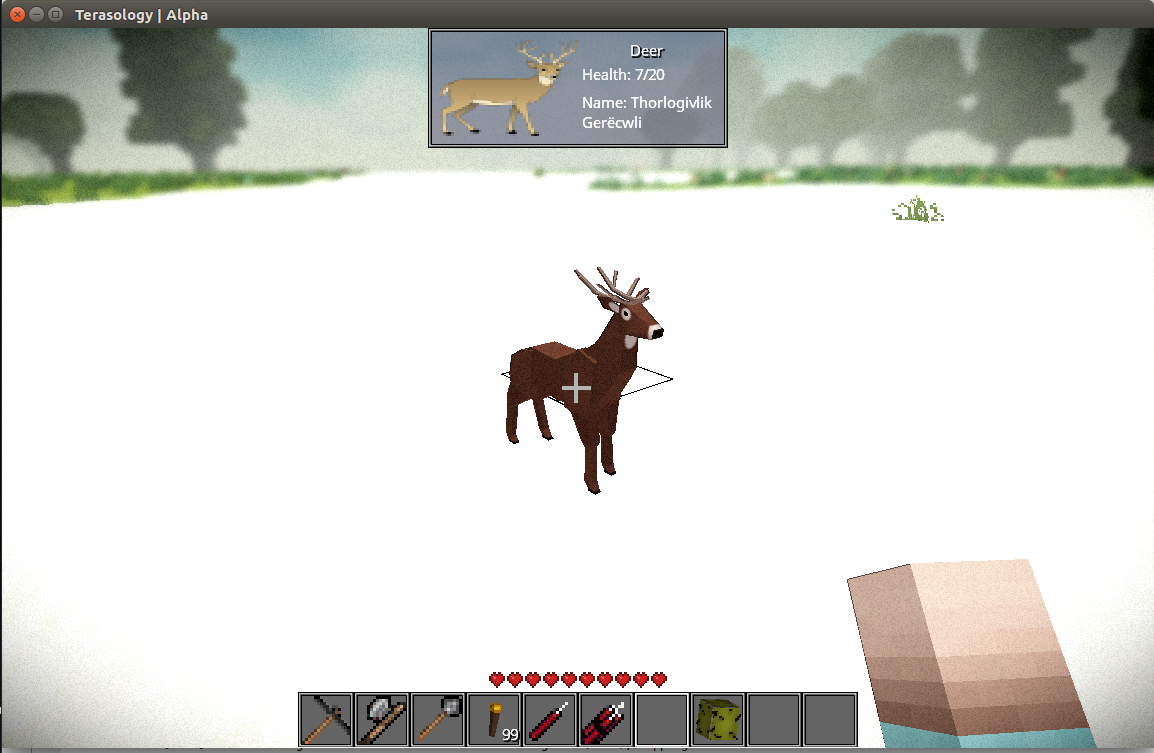 Terasology | Alpha
Deer
Health: 7/20
Name: Thorlogivlik
Gerëcwli
99